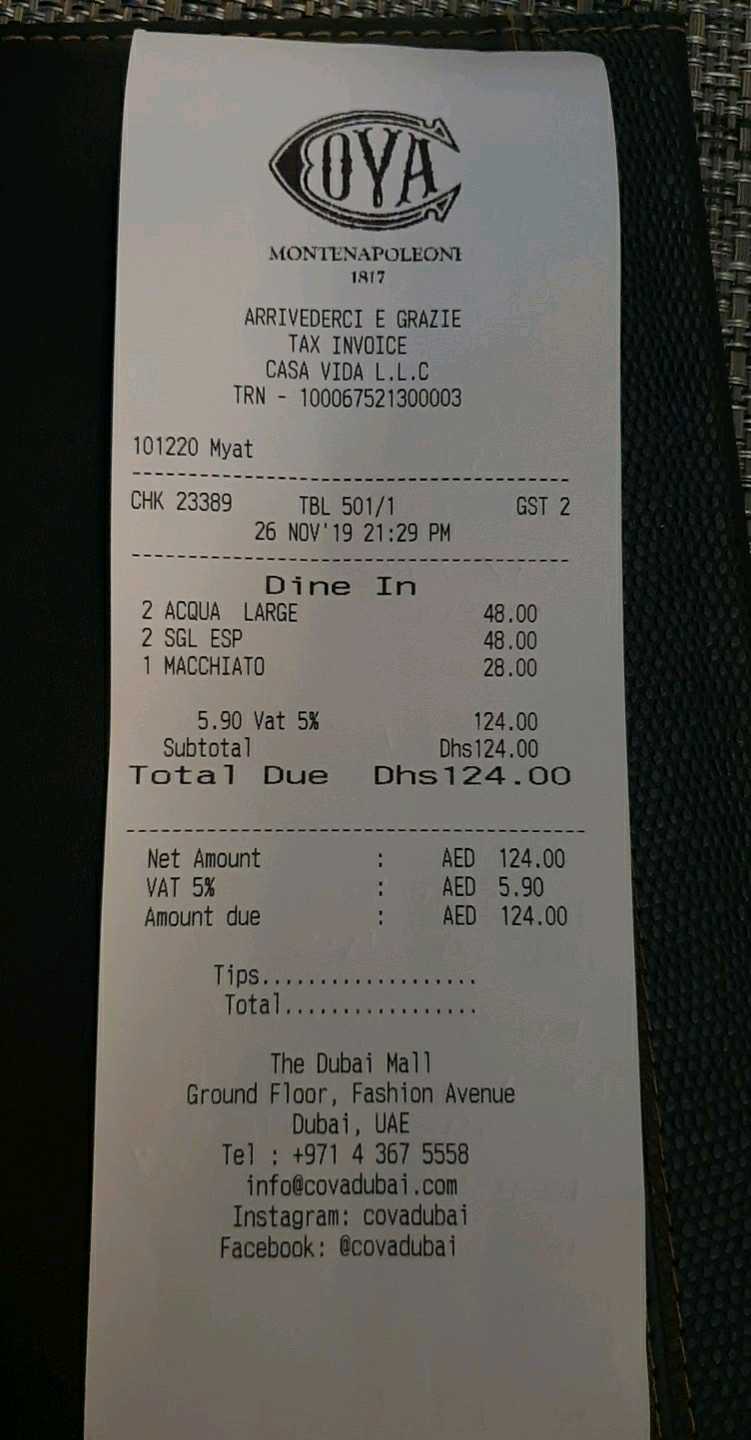 COVA
MONTENAPOLEONI
1817
ARRIVEDERCI E GRAZIE
TAX INVOICE
CASA VIDA L.L.C
TRN - 100067521300003
101220 Myat
----------------------------------------
CHK 23389 TBL 501/1 GST 2
26 NOV'19 21:29 PM
----------------------------------------
Dine In
2 ACQUA LARGE 48.00
2 SGL ESP 48.00
1 MACCHIATO 28.00
5.90 Vat 5% 124.00
Subtotal Dhs124.00
Total Due Dhs124.00
----------------------------------------
Net Amount : AED 124.00
VAT 5% : AED 5.90
Amount due : AED 124.00
Tips...................
Total.................
The Dubai Mall
Ground Floor, Fashion Avenue
Dubai, UAE
Tel : +971 4 367 5558
info@covadubai.com
Instagram: covadubai
Facebook: @covadubai